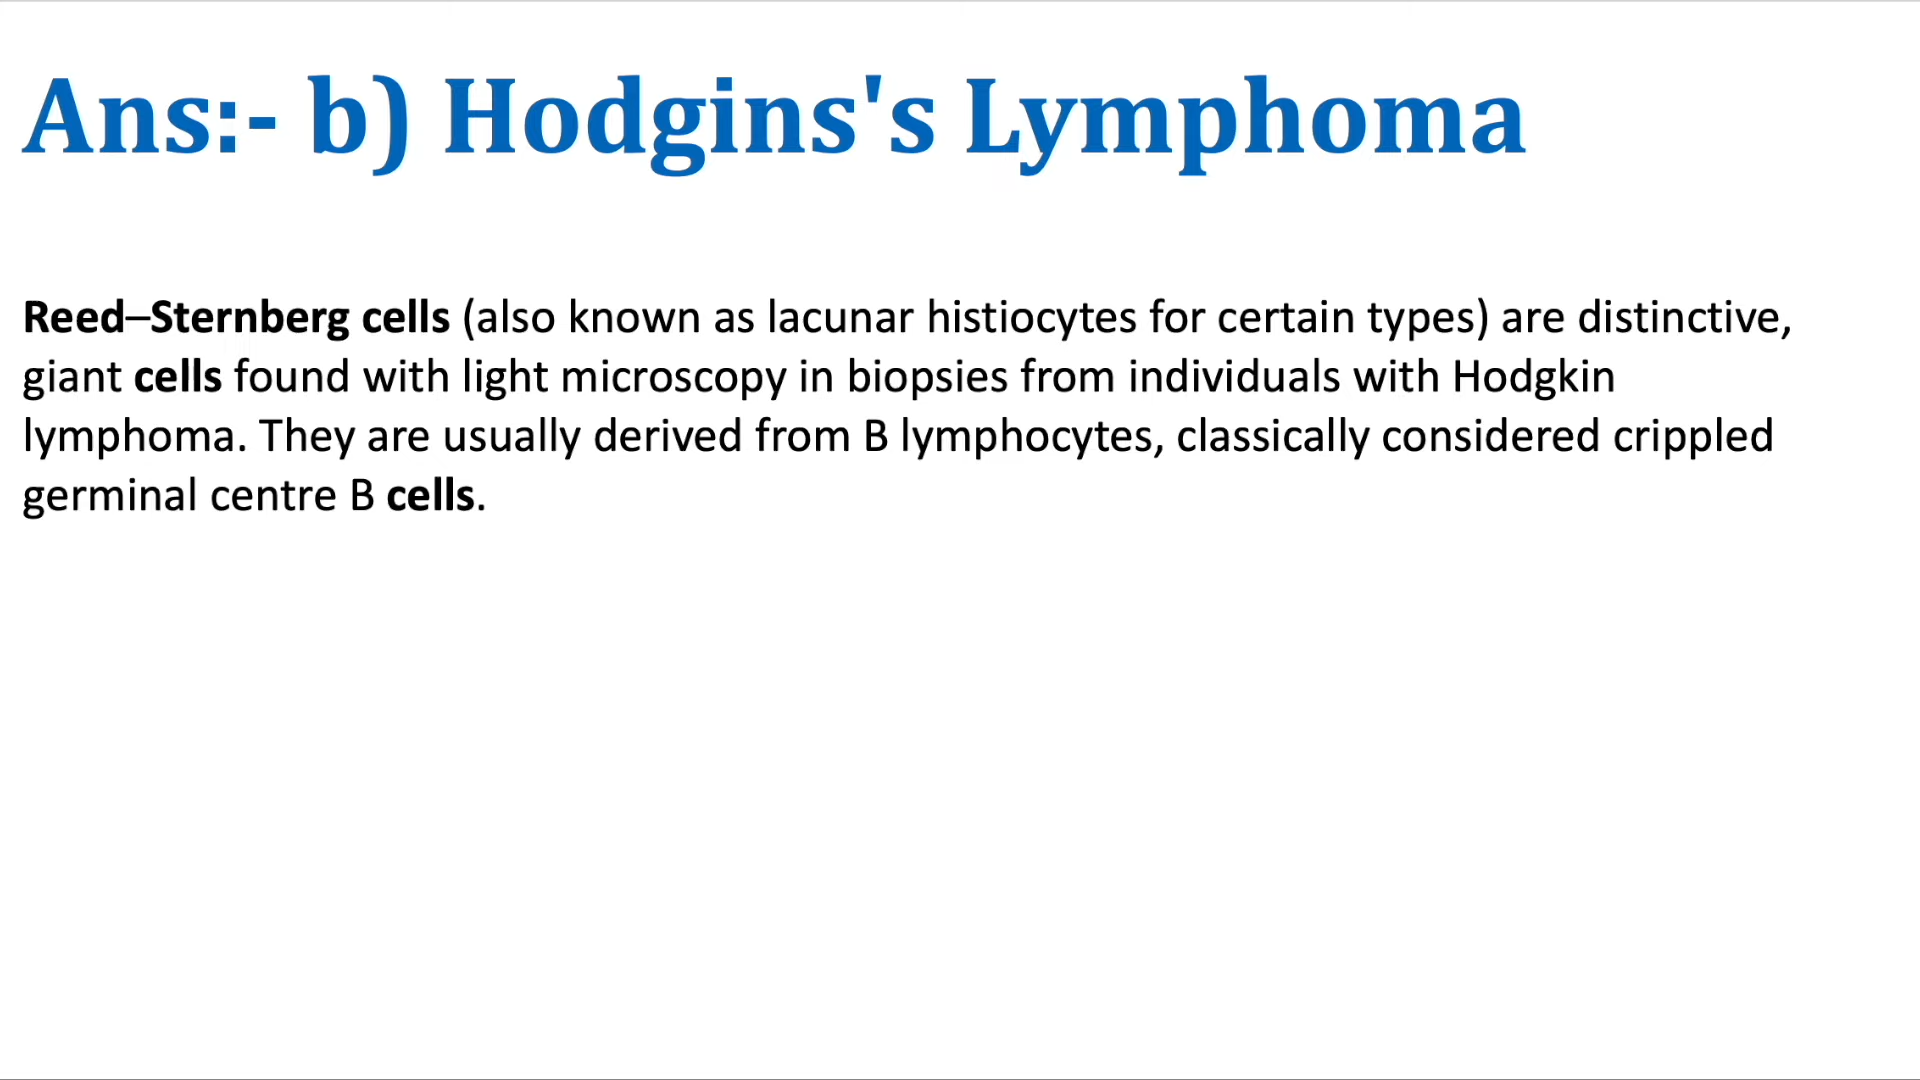 Ans:- b) Hodgins's Lymphoma
Reed–Sternberg cells (also known as lacunar histiocytes for certain types) are distinctive,
giant cells found with light microscopy in biopsies from individuals with Hodgkin
lymphoma. They are usually derived from B lymphocytes, classically considered crippled
germinal centre B cells.